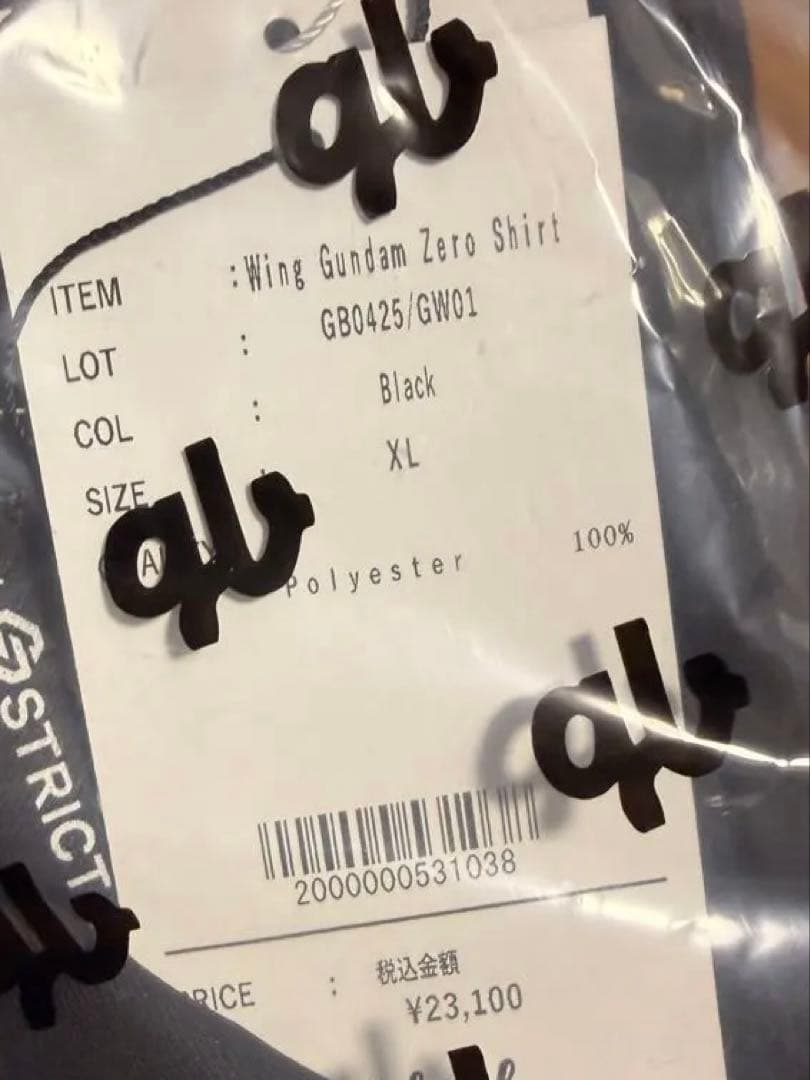 ITEM :Wing Gundam Zero Shirt
LOT : GB0425/GW01
COL : Black
SIZE : XL
Polyester 100%
STRICT
2000000531038
PRICE : 税込金額
¥23,100